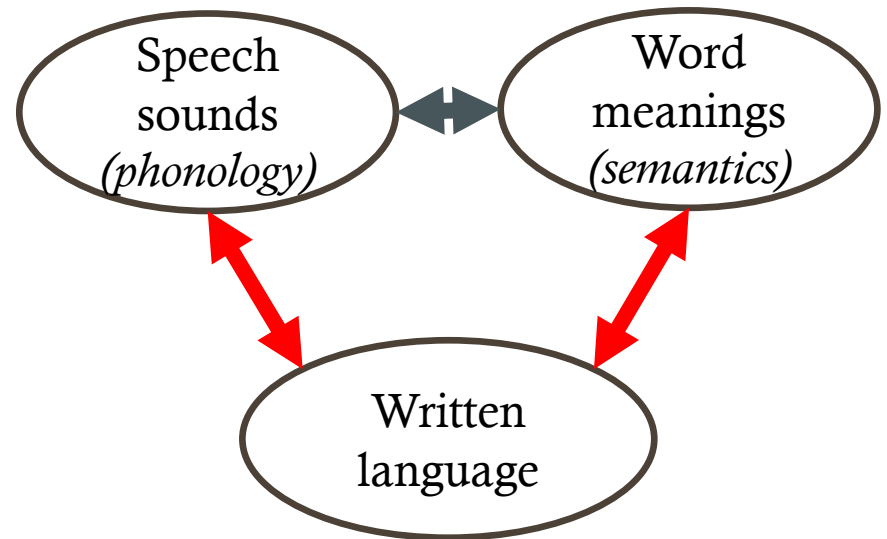 Speech
sounds
(phonology)
Word
meanings
(semantics)
Written
language